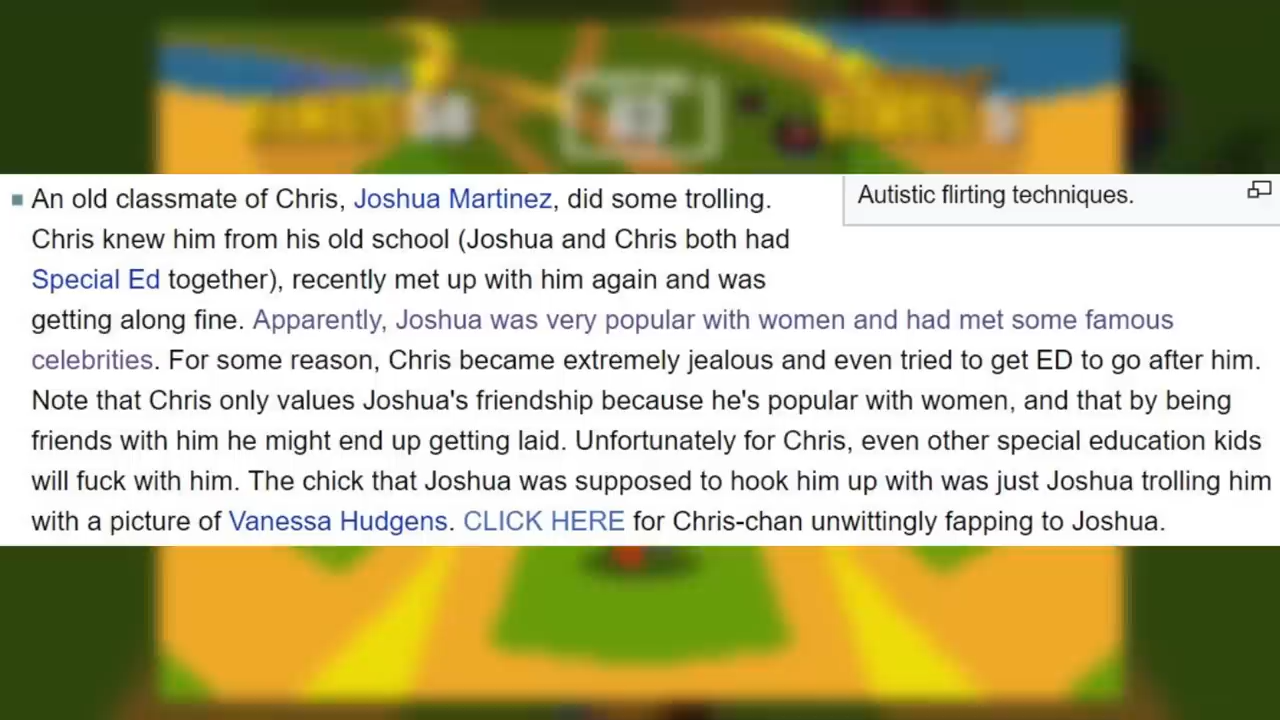 An old classmate of Chris, Joshua Martinez, did some trolling.
Chris knew him from his old school (Joshua and Chris both had
Special Ed together), recently met up with him again and was
getting along fine. Apparently, Joshua was very popular with women and had met some famous
celebrities. For some reason, Chris became extremely jealous and even tried to get ED to go after him.
Note that Chris only values Joshua's friendship because he's popular with women, and that by being
friends with him he might end up getting laid. Unfortunately for Chris, even other special education kids
will fuck with him. The chick that Joshua was supposed to hook him up with was just Joshua trolling him
with a picture of Vanessa Hudgens. CLICK HERE for Chris-chan unwittingly fapping to Joshua.
Autistic flirting techniques.